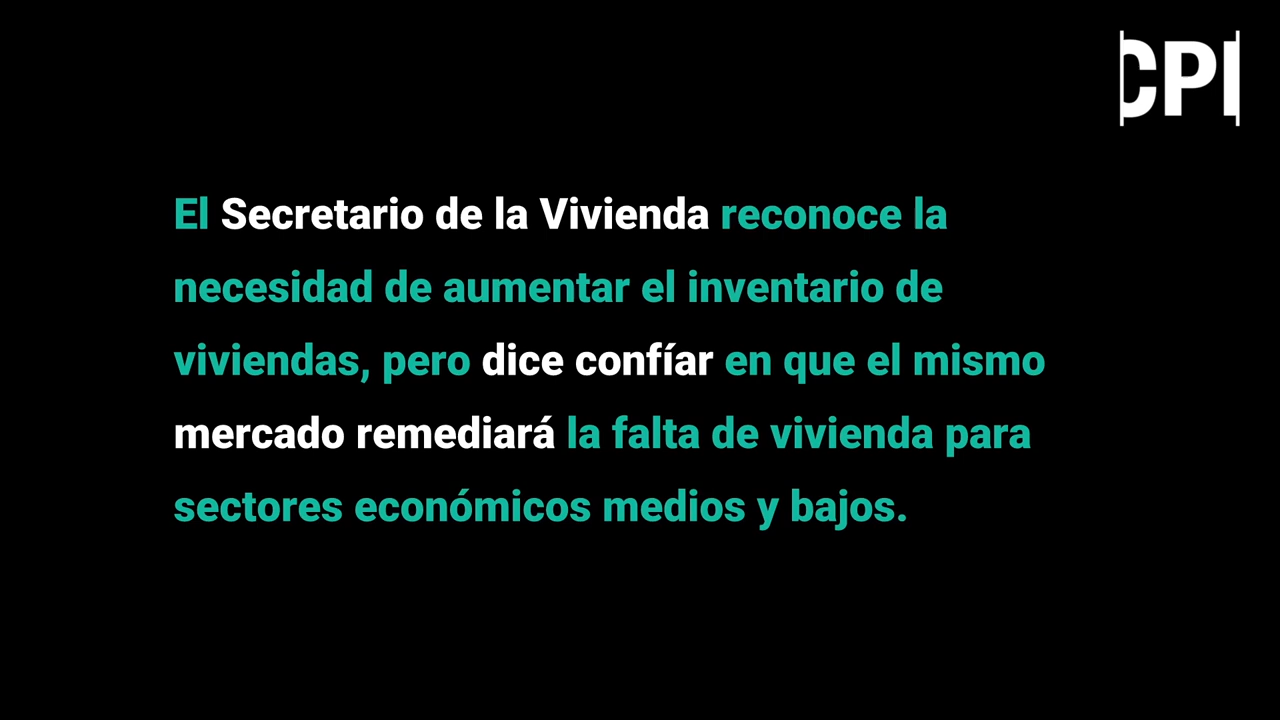 CPI
El Secretario de la Vivienda reconoce la
necesidad de aumentar el inventario de
viviendas, pero dice confíar en que el mismo
mercado remediará la falta de vivienda para
sectores económicos medios y bajos.